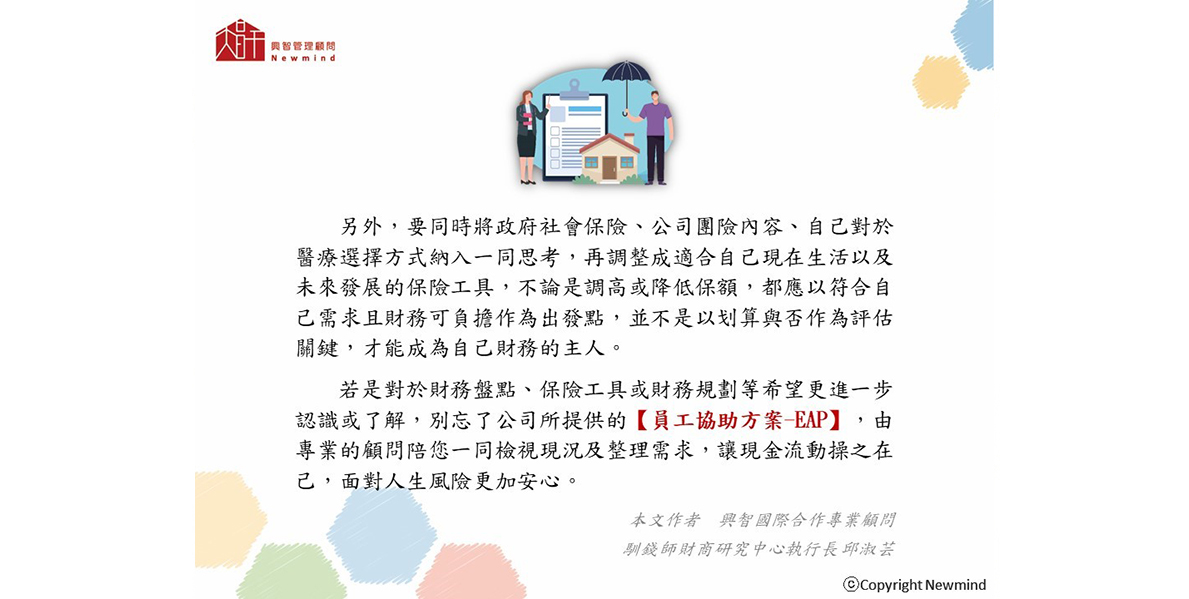 興智管理顧問
Newmind
另外，要同時將政府社會保險、公司團險內容、自己對於
醫療選擇方式納入一同思考，再調整成適合自己現在生活以及
未來發展的保險工具，不論是調高或降低保額，都應以符合自
己需求且財務可負擔作為出發點，並不是以划算與否作為評估
關鍵，才能成為自己財務的主人。
若是對於財務盤點、保險工具或財務規劃等希望更進一步
認識或了解，別忘了公司所提供的【員工協助方案-EAP】，由
專業的顧問陪您一同檢視現況及整理需求，讓現金流動操之在
己，面對人生風險更加安心。
本文作者　興智國際合作專業顧問
馴錢師財商研究中心執行長邱淑芸
ⓒCopyright Newmind